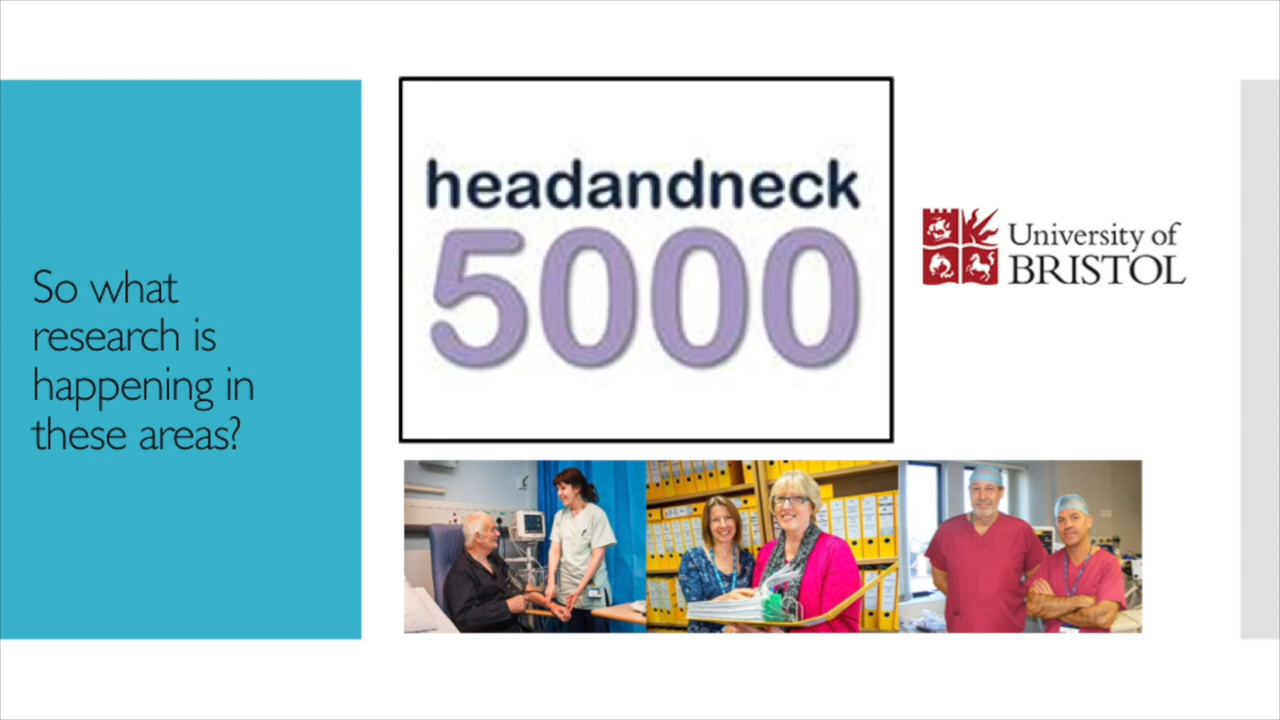 So what
research is
happening in
these areas?
headandneck
5000
University of
BRISTOL